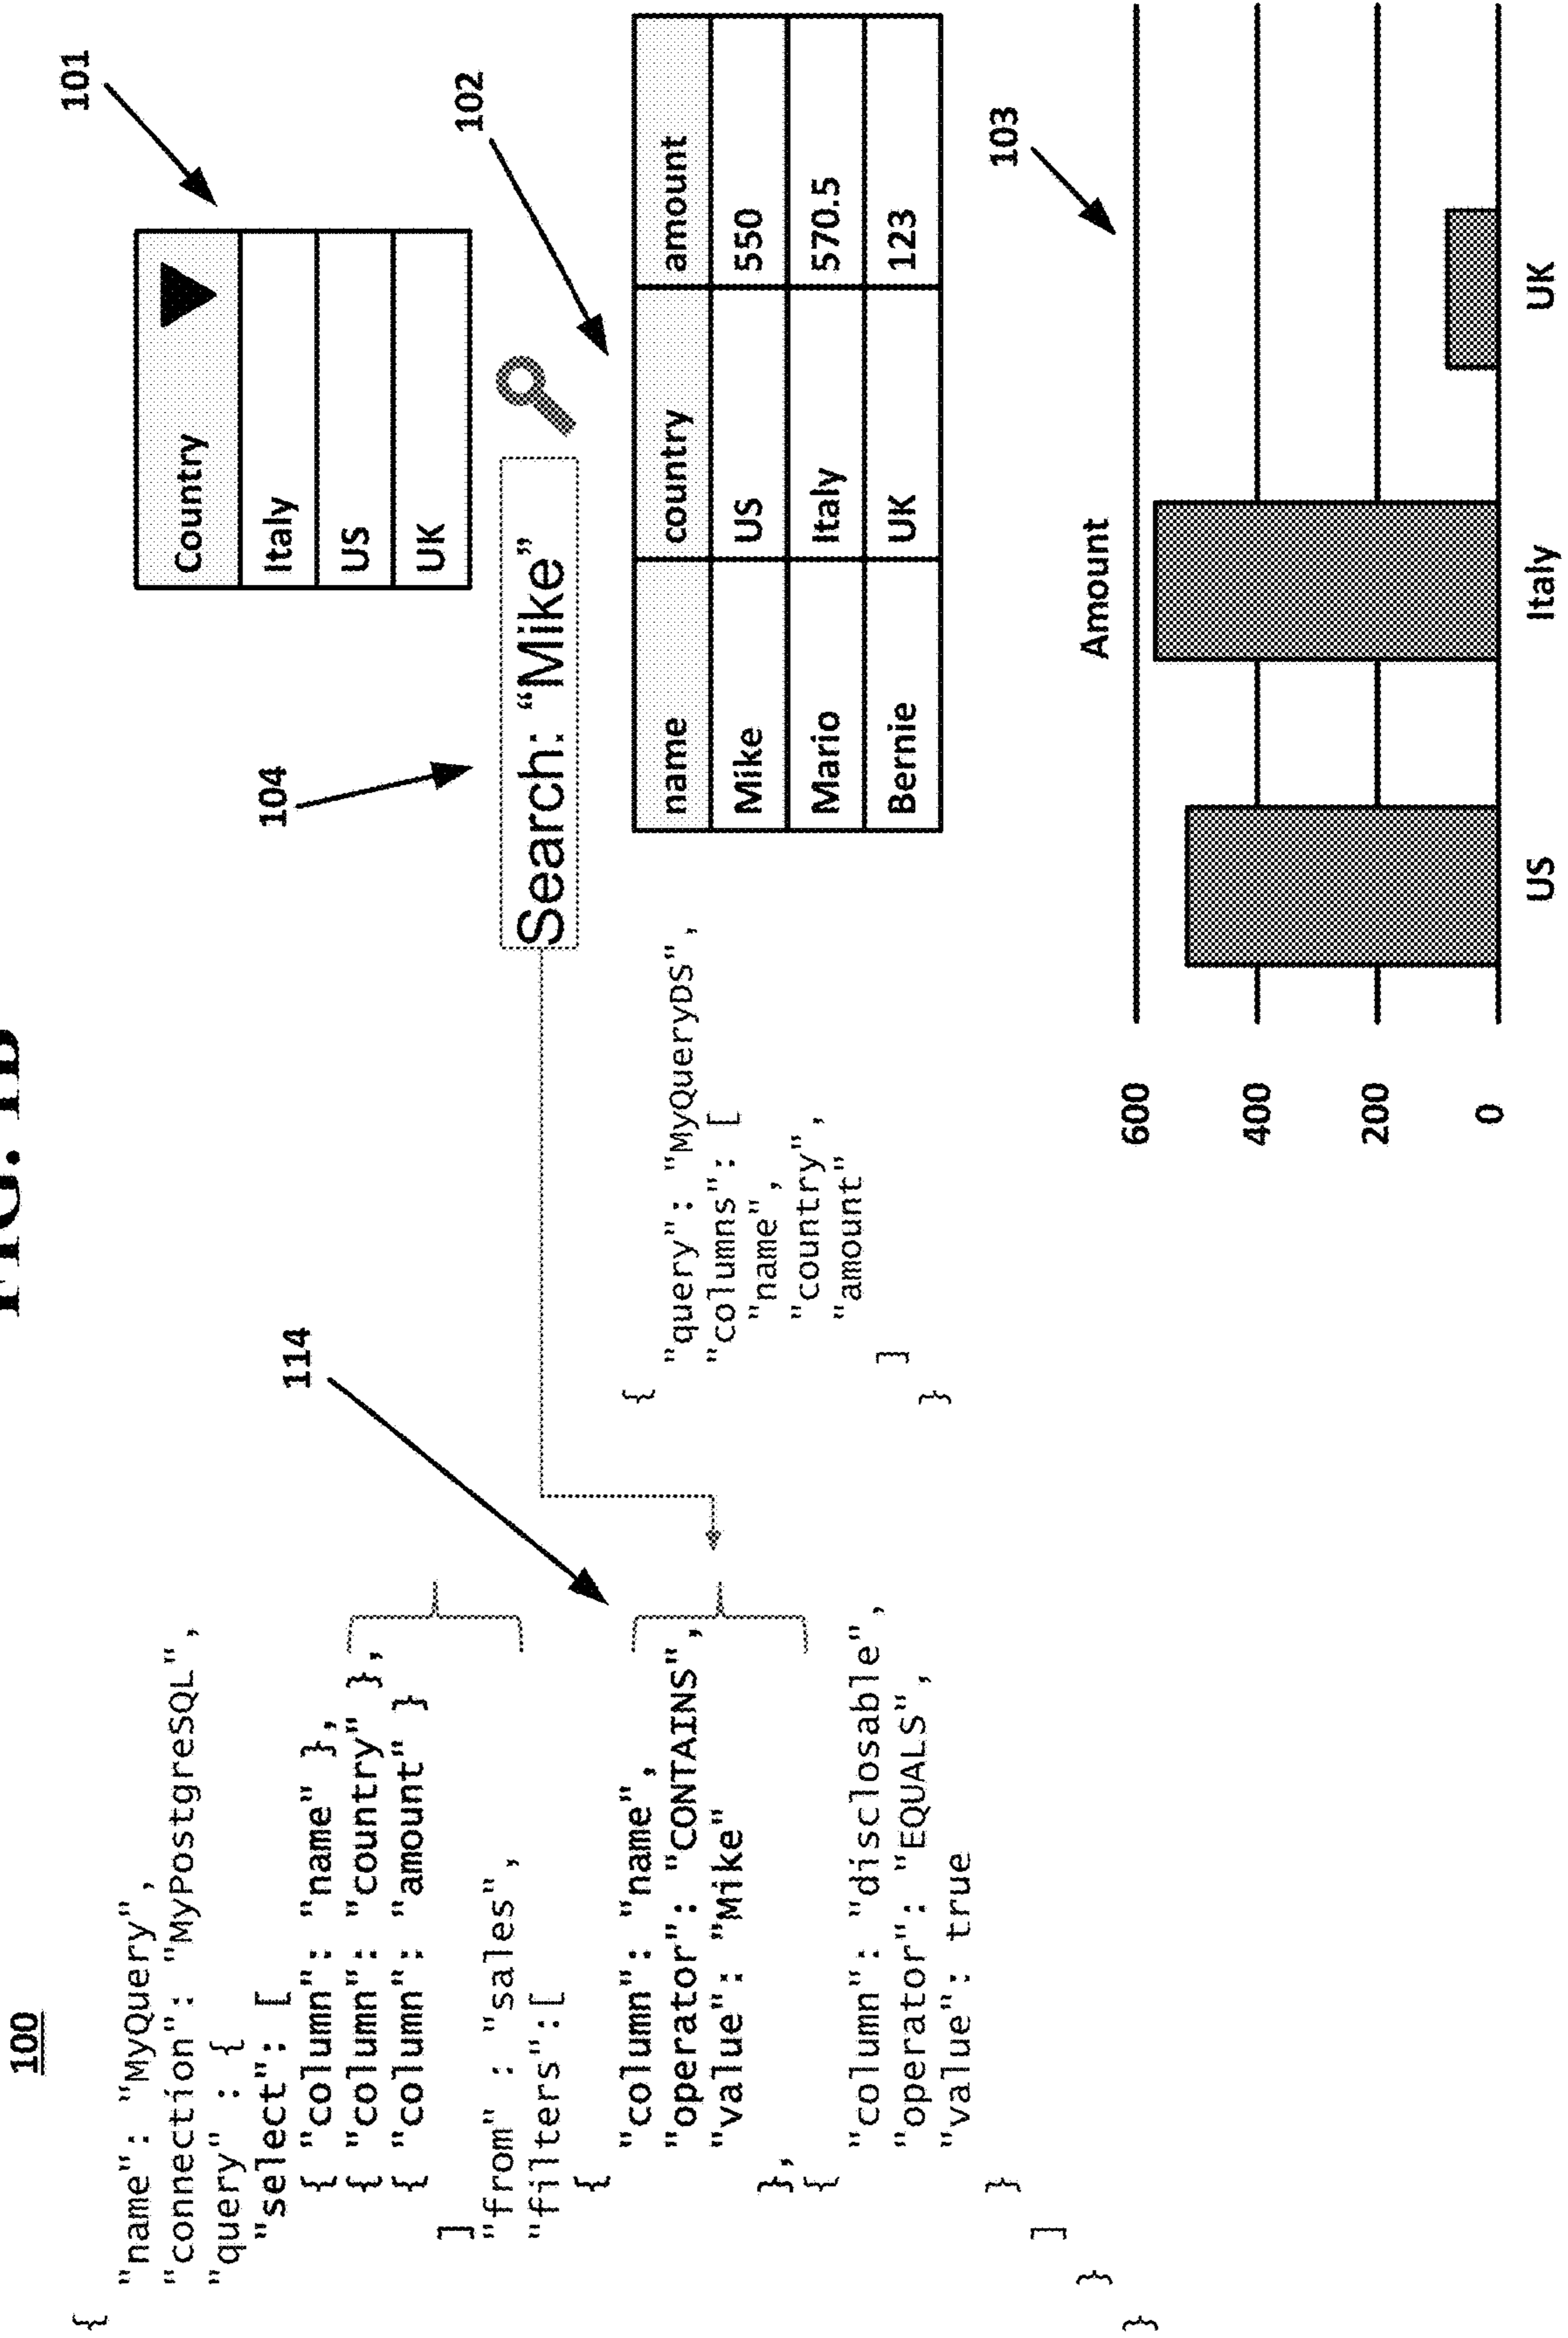 FIG. 1B
100
{
"name": "MyQuery",
"connection": "MyPostgreSQL",
"query" : {
"select": [
{ "column": "name" },
{ "column": "country" },
{ "column": "amount" }
]
"from" : "sales",
"filters":[
{
"column": "name",
"operator": "CONTAINS",
"value": "Mike"
},
{
"column": "disclosable",
"operator": "EQUALS",
"value": true
}
]
}
}
114
{
"query": "MyQueryDS",
"columns": [
"name",
"country",
"amount"
]
}
101
Country
Italy
US
UK
104
Search: “Mike”
102
name country amount
Mike US 550
Mario Italy 570.5
Bernie UK 123
103
Amount
600
400
200
0
US Italy UK